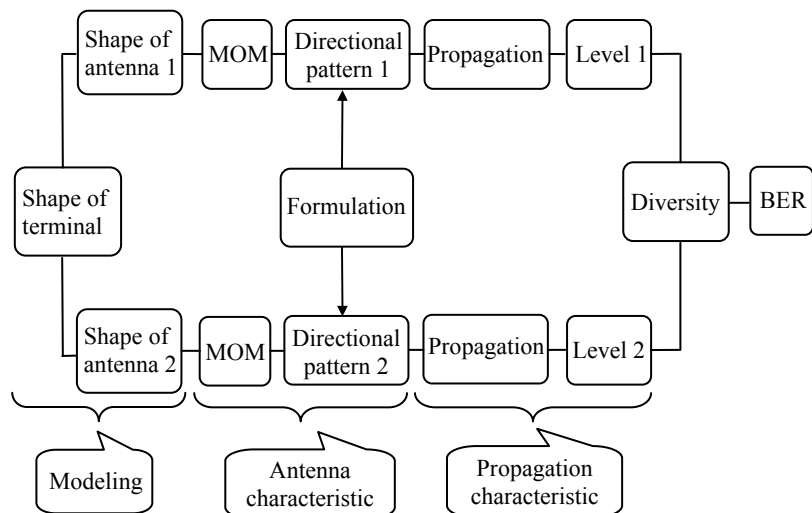 Shape of
antenna 1
MOM
Directional
pattern 1
Propagation
Level 1
Shape of
terminal
Formulation
Diversity
BER
Shape of
antenna 2
MOM
Directional
pattern 2
Propagation
Level 2
Modeling
Antenna
characteristic
Propagation
characteristic